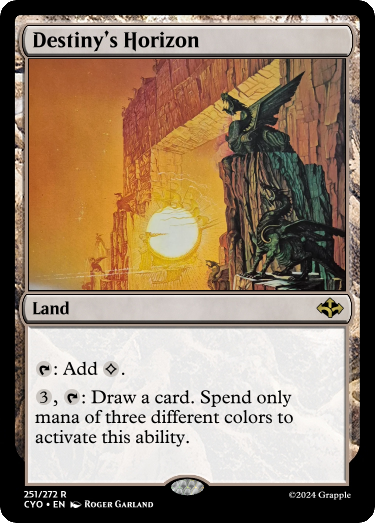 Destiny's Horizon
Land
: Add .
3, : Draw a card. Spend only
mana of three different colors to
activate this ability.
251/272 R
CYO • EN Roger Garland
©2024 Grapple